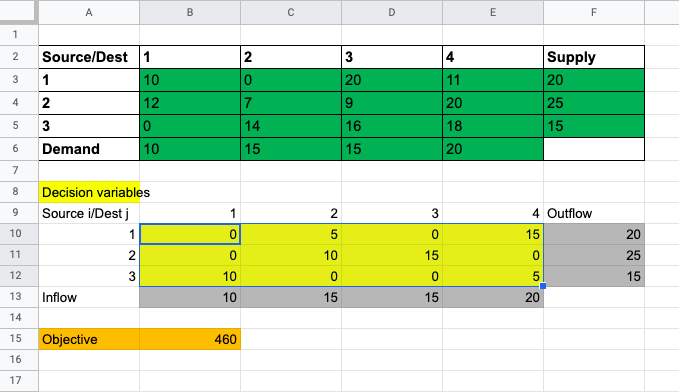 A B C D E F
1
2 Source/Dest 1 2 3 4 Supply
3 1 10 0 20 11 20
4 2 12 7 9 20 25
5 3 0 14 16 18 15
6 Demand 10 15 15 20
7
8 Decision variables
9 Source i/Dest j 1 2 3 4 Outflow
10 1 0 5 0 15 20
11 2 0 10 15 0 25
12 3 10 0 0 5 15
13 Inflow 10 15 15 20
14
15 Objective 460
16
17